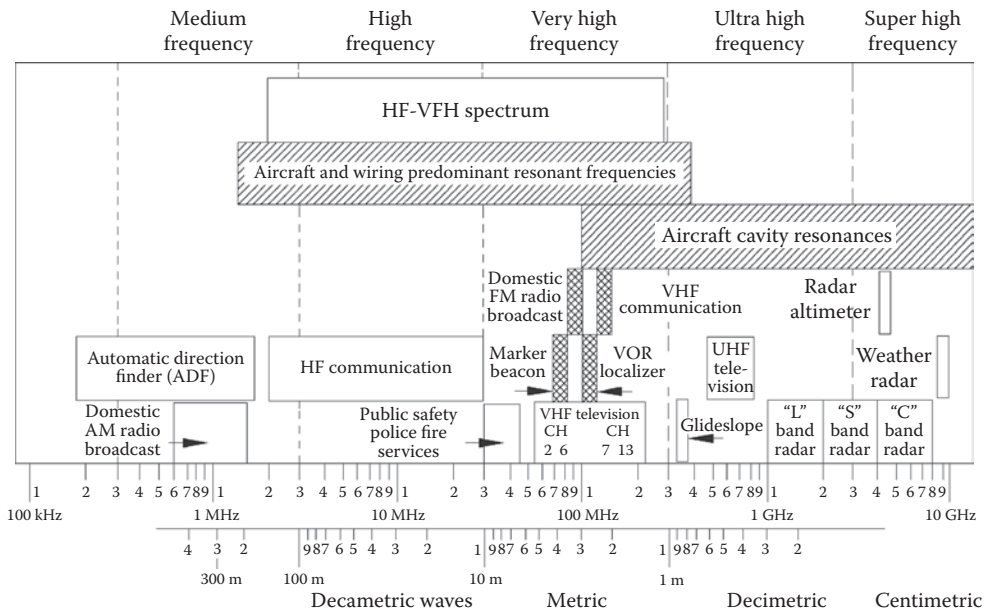 Medium frequency
High frequency
Very high frequency
Ultra high frequency
Super high frequency
HF-VFH spectrum
Aircraft and wiring predominant resonant frequencies
Aircraft cavity resonances
Domestic
FM radio
broadcast
VHF
communication
Radar
altimeter
Automatic direction
finder (ADF)
HF communication
Marker
beacon
VOR
localizer
UHF
tele-
vision
Weather
radar
Domestic
AM radio
broadcast
Public safety
police fire
services
VHF television
CH CH
2 6 7 13
Glideslope
“L”
band
radar
“S”
band
radar
“C”
band
radar
1 2 3 4 5 6 7 8 9 1 2 3 4 5 6 7 8 9 1 2 3 4 5 6 7 8 9 1 2 3 4 5 6 7 8 9 1 2 3 4 5 6 7 8 9 1
100 kHz 1 MHz 10 MHz 100 MHz 1 GHz 10 GHz
4 3 2 1 9 8 7 6 5 4 3 2 1 9 8 7 6 5 4 3 2 1 9 8 7 6 5 4 3 2
300 m 100 m 10 m 1 m
Decametric waves Metric Decimetric Centimetric